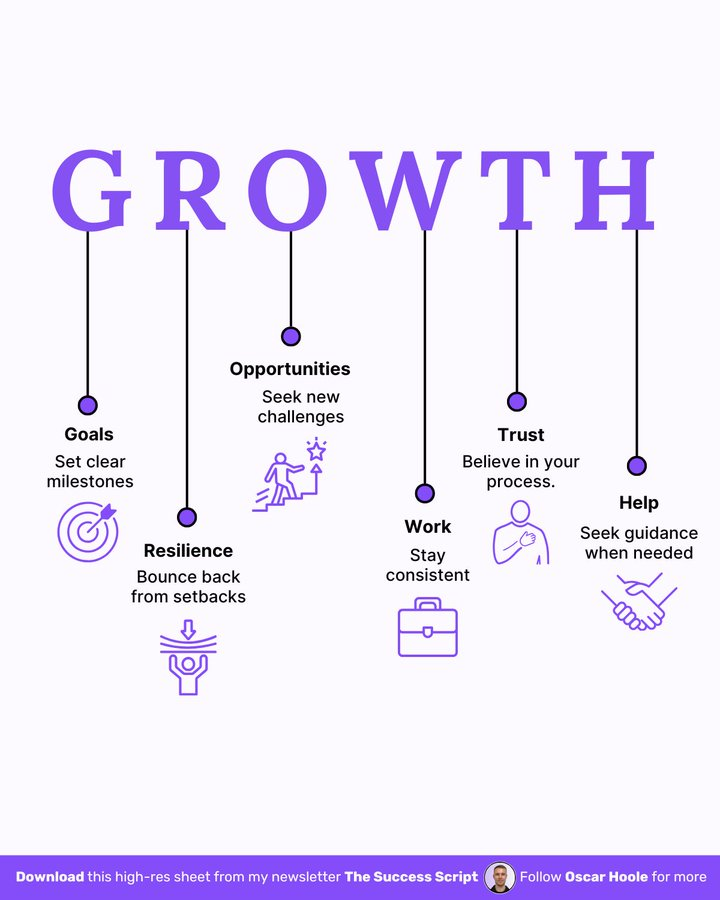 GROWTH
Goals
Set clear
milestones
Resilience
Bounce back
from setbacks
Opportunities
Seek new
challenges
Work
Stay
consistent
Trust
Believe in your
process.
Help
Seek guidance
when needed
Download this high-res sheet from my newsletter The Success Script
Follow Oscar Hoole for more